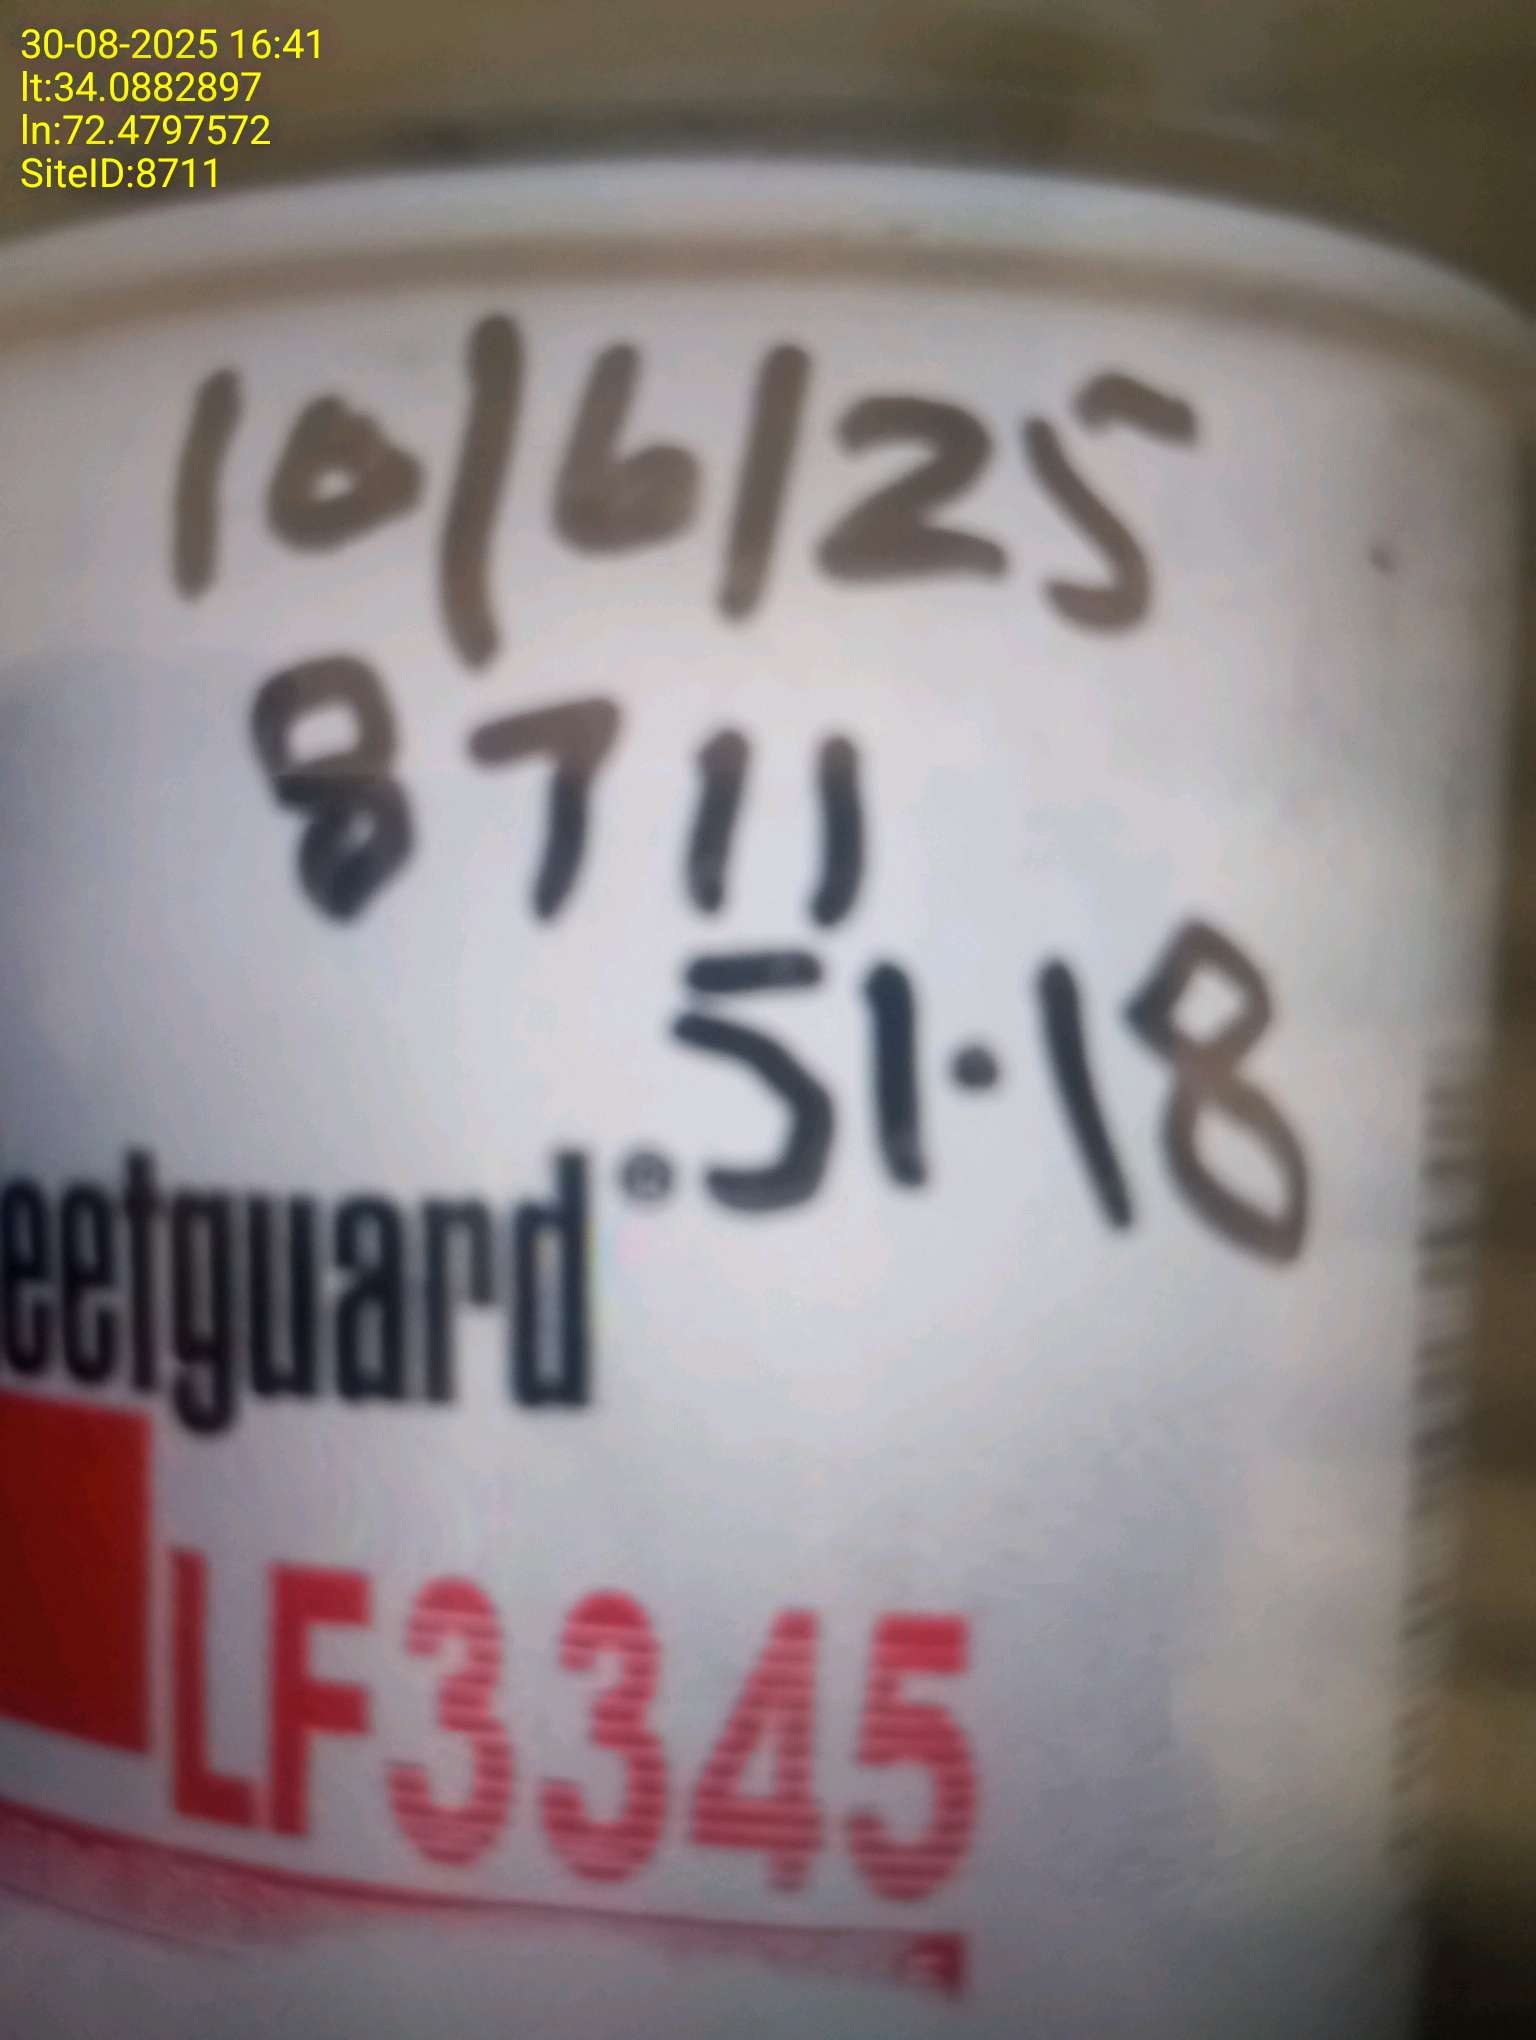 30-08-2025 16:41
lt:34.0882897
ln:72.4797572
SiteID:8711
10/6/25
8711
51.18
eetguard ®
LF3345